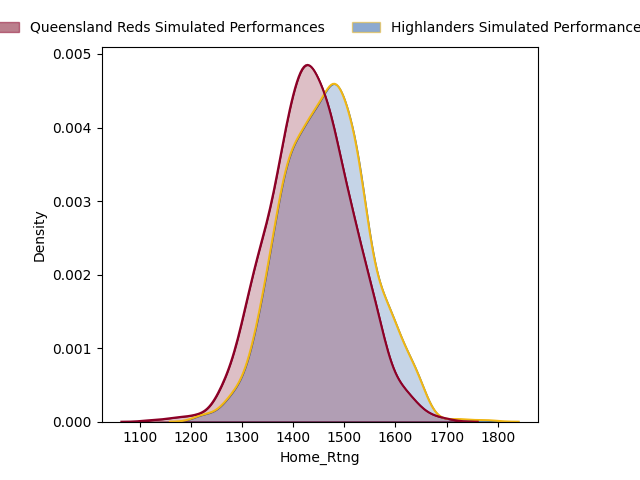 Queensland Reds Simulated Performances Highlanders Simulated Performance
0.005
0.004
0.003
0.002
0.001
0.000
Density
1100 1200 1300 1400 1500 1600 1700 1800
Home_Rtng